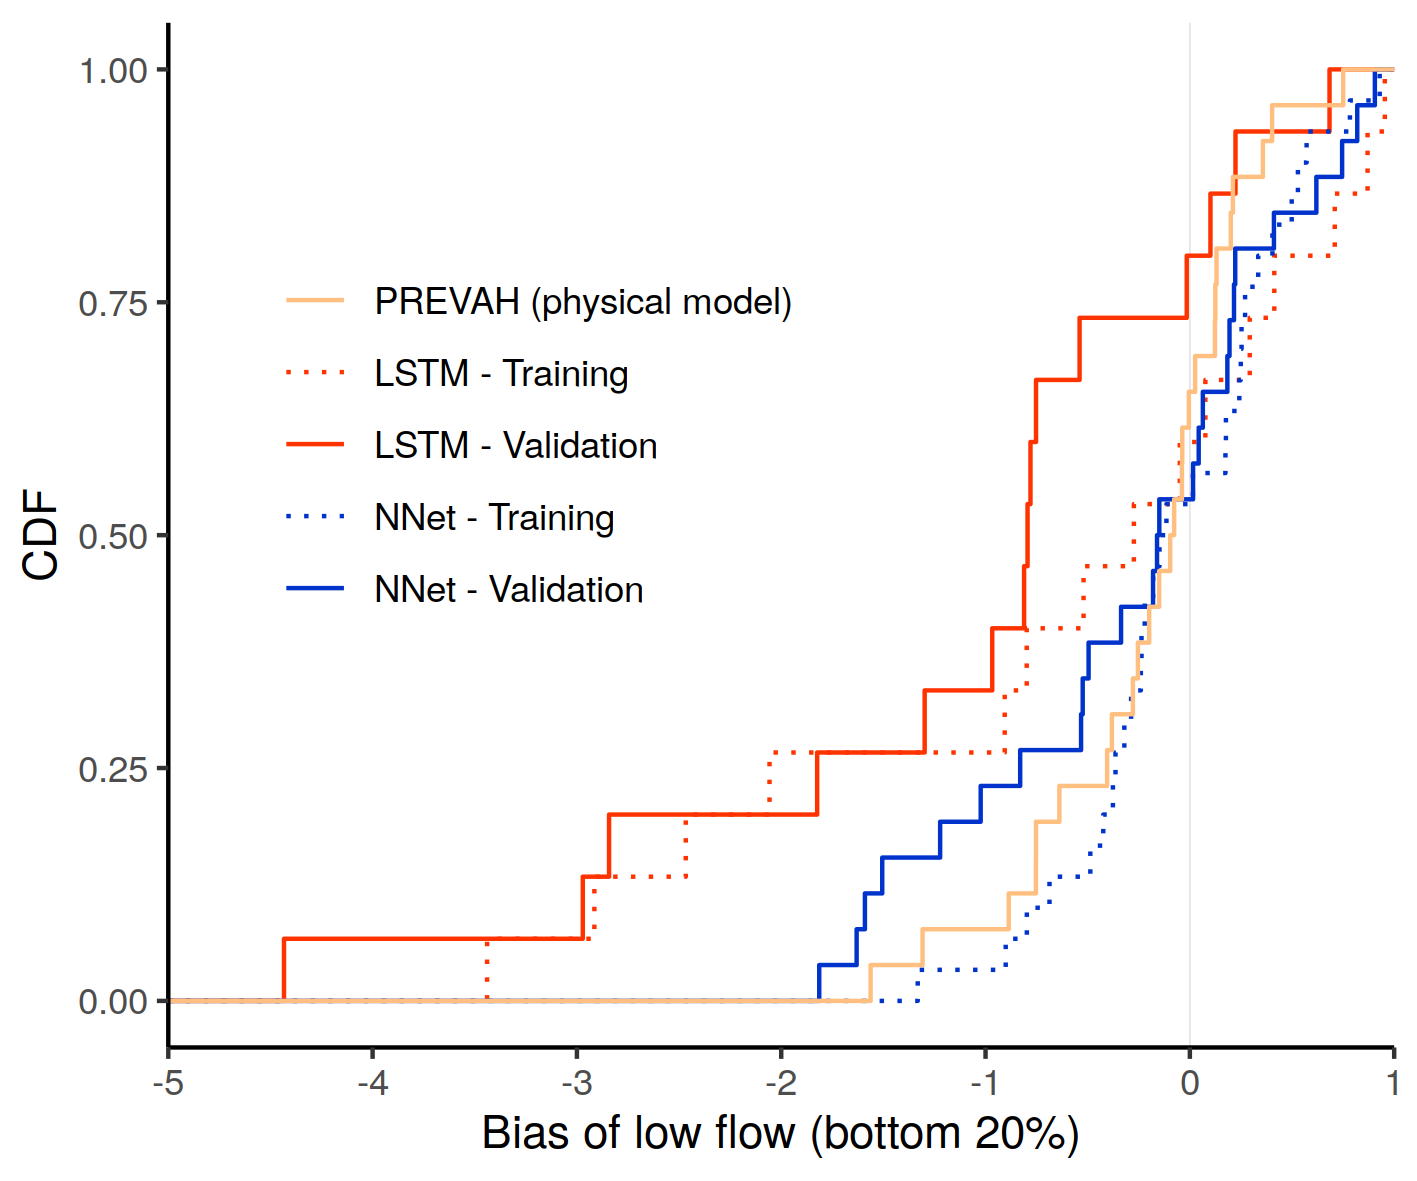 1.00
0.75
0.50
0.25
0.00
CDF
PREVAH (physical model)
LSTM - Training
LSTM - Validation
NNet - Training
NNet - Validation
-5 -4 -3 -2 -1 0 1
Bias of low flow (bottom 20%)